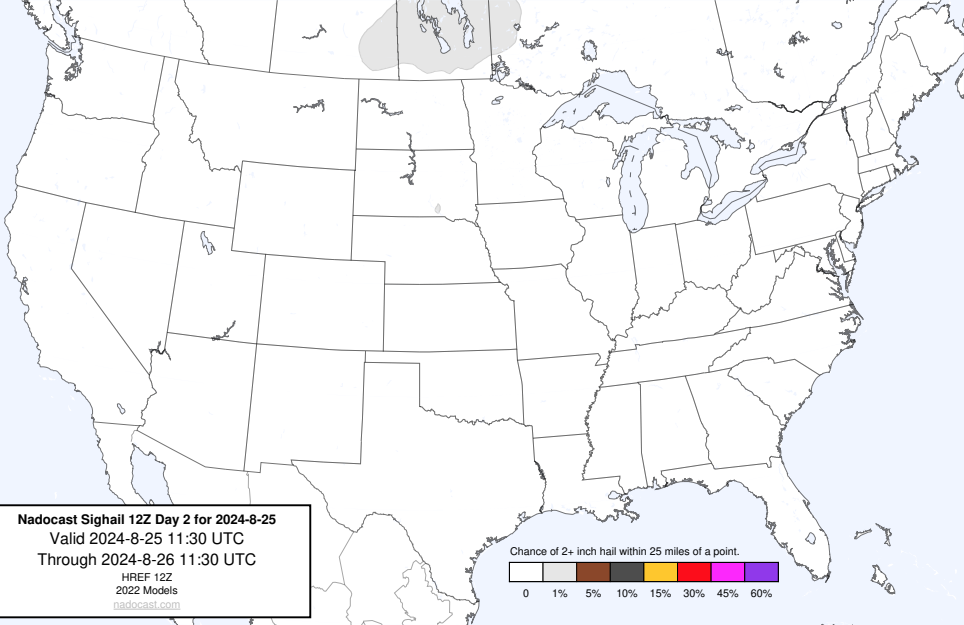 Nadocast Sighail 12Z Day 2 for 2024-8-25
Valid 2024-8-25 11:30 UTC
Through 2024-8-26 11:30 UTC
HREF 12Z
2022 Models
nadocast.com
Chance of 2+ inch hail within 25 miles of a point.
0 1% 5% 10% 15% 30% 45% 60%